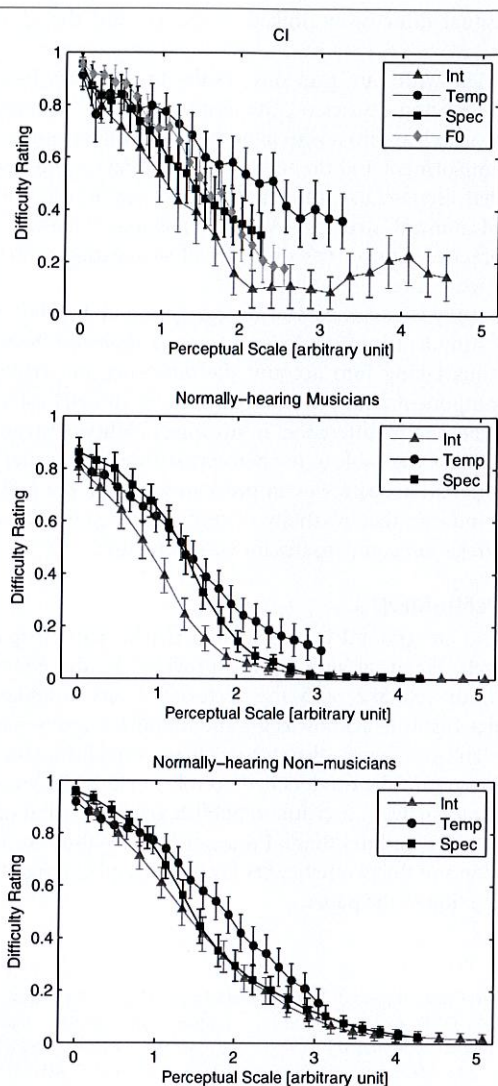 CI
Int
Temp
Spec
F0
Difficulty Rating
1
0.8
0.6
0.4
0.2
0
0 1 2 3 4 5
Perceptual Scale [arbitrary unit]
Normally-hearing Musicians
Int
Temp
Spec
Difficulty Rating
1
0.8
0.6
0.4
0.2
0
0 1 2 3 4 5
Perceptual Scale [arbitrary unit]
Normally-hearing Non-musicians
Int
Temp
Spec
Difficulty Rating
1
0.8
0.6
0.4
0.2
0
0 1 2 3 4 5
Perceptual Scale [arbitrary unit]